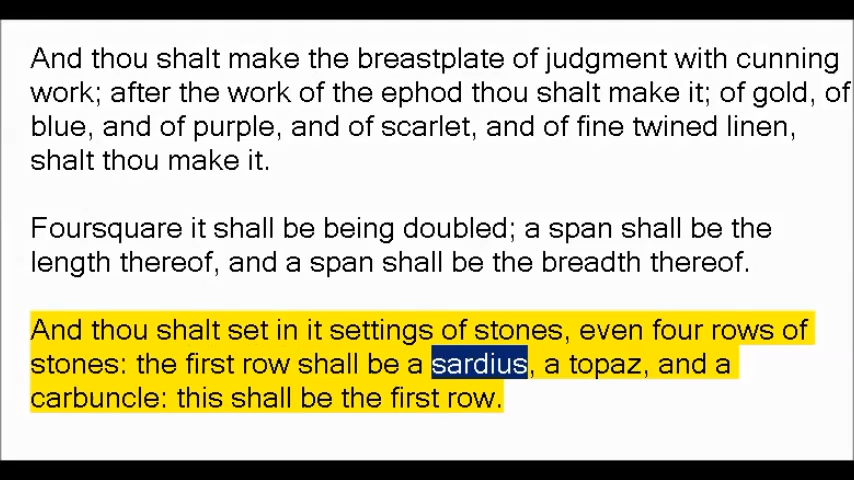 And thou shalt make the breastplate of judgment with cunning
work; after the work of the ephod thou shalt make it; of gold, of
blue, and of purple, and of scarlet, and of fine twined linen,
shalt thou make it.
Foursquare it shall be being doubled; a span shall be the
length thereof, and a span shall be the breadth thereof.
And thou shalt set in it settings of stones, even four rows of
stones: the first row shall be a sardius, a topaz, and a
carbuncle: this shall be the first row.